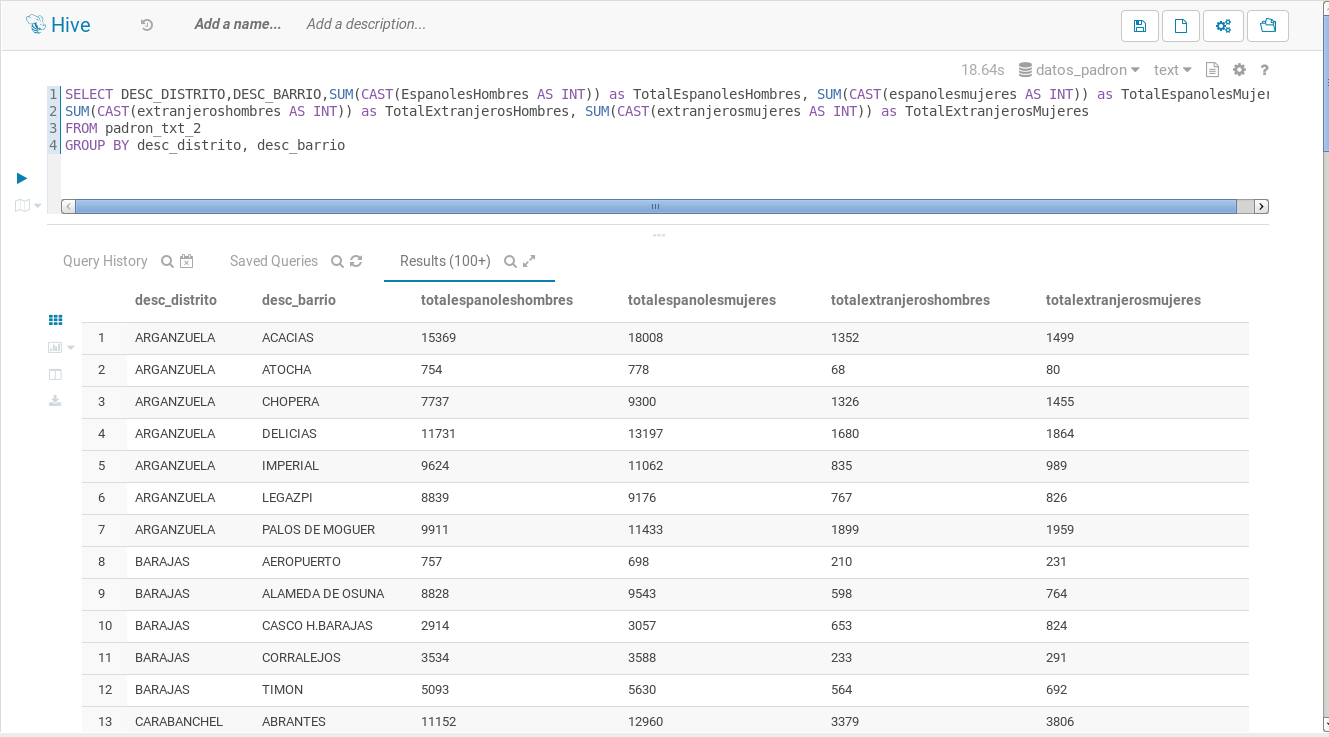 Hive Add a name... Add a description...
18.64s datos_padron text ?
1 SELECT DESC_DISTRITO,DESC_BARRIO,SUM(CAST(EspanolesHombres AS INT)) as TotalEspanolesHombres, SUM(CAST(espanolesmujeres AS INT)) as TotalEspanolesMujer
2 SUM(CAST(extranjeroshombres AS INT)) as TotalExtranjerosHombres, SUM(CAST(extranjerosmujeres AS INT)) as TotalExtranjerosMujeres
3 FROM padron_txt_2
4 GROUP BY desc_distrito, desc_barrio
Query History Saved Queries Results (100+)
desc_distrito desc_barrio totalespanoleshombres totalespanolesmujeres totalextranjeroshombres totalextranjerosmujeres
1 ARGANZUELA ACACIAS 15369 18008 1352 1499
2 ARGANZUELA ATOCHA 754 778 68 80
3 ARGANZUELA CHOPERA 7737 9300 1326 1455
4 ARGANZUELA DELICIAS 11731 13197 1680 1864
5 ARGANZUELA IMPERIAL 9624 11062 835 989
6 ARGANZUELA LEGAZPI 8839 9176 767 826
7 ARGANZUELA PALOS DE MOGUER 9911 11433 1899 1959
8 BARAJAS AEROPUERTO 757 698 210 231
9 BARAJAS ALAMEDA DE OSUNA 8828 9543 598 764
10 BARAJAS CASCO H.BARAJAS 2914 3057 653 824
11 BARAJAS CORRALEJOS 3534 3588 233 291
12 BARAJAS TIMON 5093 5630 564 692
13 CARABANCHEL ABRANTES 11152 12960 3379 3806